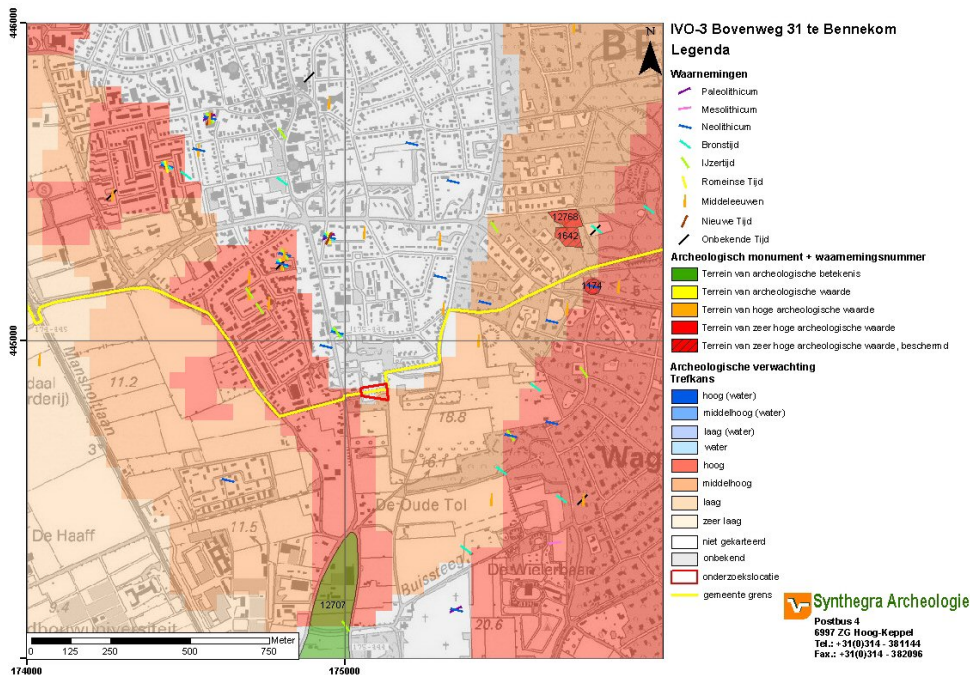 IVO-3 Bovenweg 31 te Bennekom
Legenda
Waarnemingen
Paleolithicum
Mesolithicum
Neolithicum
Bronstijd
IJzertijd
Romeinse Tijd
Middeleeuwen
Nieuwe Tijd
Onbekende Tijd
Archeologisch monument + waarnemingsnummer
Terrein van archeologische betekenis
Terrein van archeologische waarde
Terrein van hoge archeologische waarde
Terrein van zeer hoge archeologische waarde
Terrein van zeer hoge archeologische waarde, beschermd
Archeologische verwachting
Trefkans
hoog (water)
middelhoog (water)
laag (water)
water
hoog
middelhoog
laag
zeer laag
niet gekarteerd
onbekend
onderzoekslocatie
gemeente grens
Synthegra Archeologie
Postbus 4
6997 ZG Hoog-Keppel
Tel.: +31(0)314 - 381144
Fax.: +31(0)314 - 382096
N
446000
445000
174000
175000
12768
1642
1174
Mansholtlaan
11.2
18.8
16.1
Wag
De Oude Tol
De Haaff
11.5
Buissteeg
De Wielerbaan
12707
9.4
20.6
0 125 250 500 750 Meter